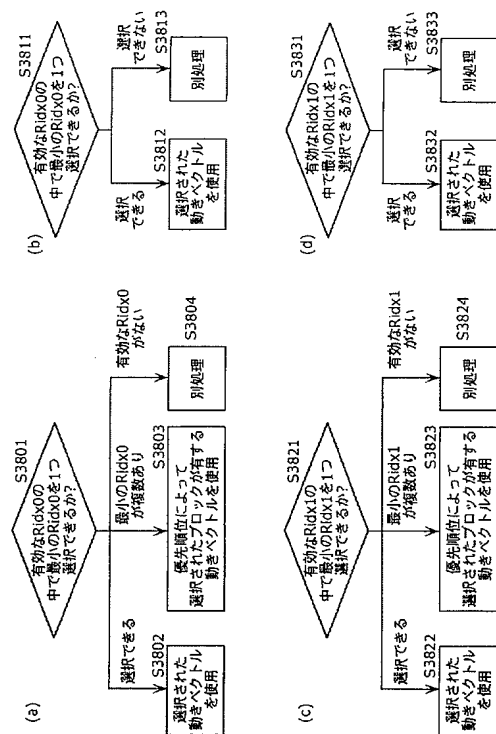 (a)
S3801
有効なRidx0の
中で最小のRidx0を1つ
選択できるか?
選択できる
最小のRidx0
が複数あり
有効なRidx0
がない
S3802
選択された
動きベクトル
を使用
S3803
優先順位によって
選択されたブロックが有する
動きベクトルを使用
S3804
別処理
(b)
S3811
有効なRidx0の
中で最小のRidx0を1つ
選択できるか?
選択
できる
選択
できない
S3812
選択された
動きベクトル
を使用
S3813
別処理
(c)
S3821
有効なRidx1の
中で最小のRidx1を1つ
選択できるか?
選択できる
最小のRidx1
が複数あり
有効なRidx1
がない
S3822
選択された
動きベクトル
を使用
S3823
優先順位によって
選択されたブロックが有する
動きベクトルを使用
S3824
別処理
(d)
S3831
有効なRidx1の
中で最小のRidx1を1つ
選択できるか?
選択
できる
選択
できない
S3832
選択された
動きベクトル
を使用
S3833
別処理